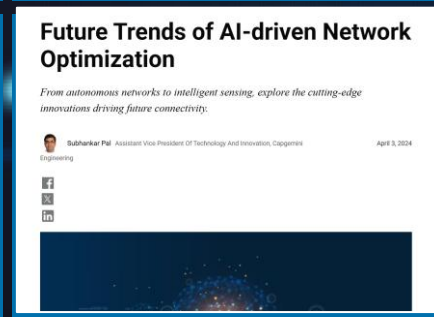 Future Trends of AI-driven Network
Optimization
From autonomous networks to intelligent sensing, explore the cutting-edge
innovations driving future connectivity.
Subhankar Pal Assistant Vice President Of Technology And Innovation, Capgemini April 3, 2024
Engineering
f
X
in